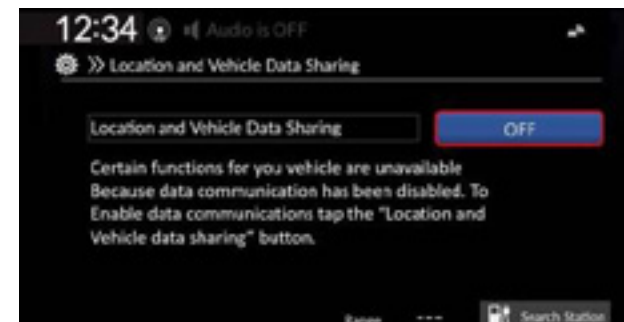 12:34 Audio is OFF
» Location and Vehicle Data Sharing
Location and Vehicle Data Sharing OFF
Certain functions for you vehicle are unavailable
Because data communication has been disabled. To
Enable data communications tap the "Location and
Vehicle data sharing" button.
Range --- Search Station